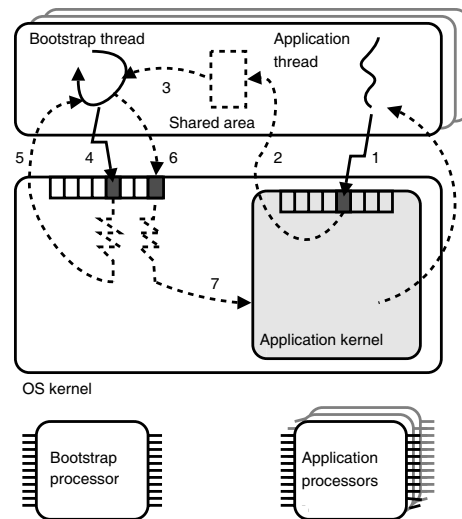 Bootstrap thread
Application
thread
3
Shared area
5
4
6
2
1
7
Application kernel
OS kernel
Bootstrap
processor
Application
processors